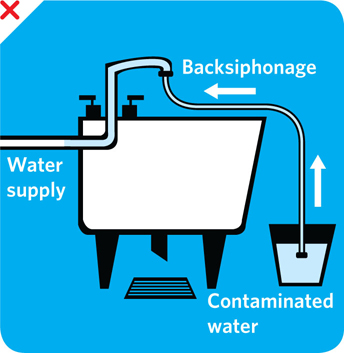 Backsiphonage
Water
supply
Contaminated
water